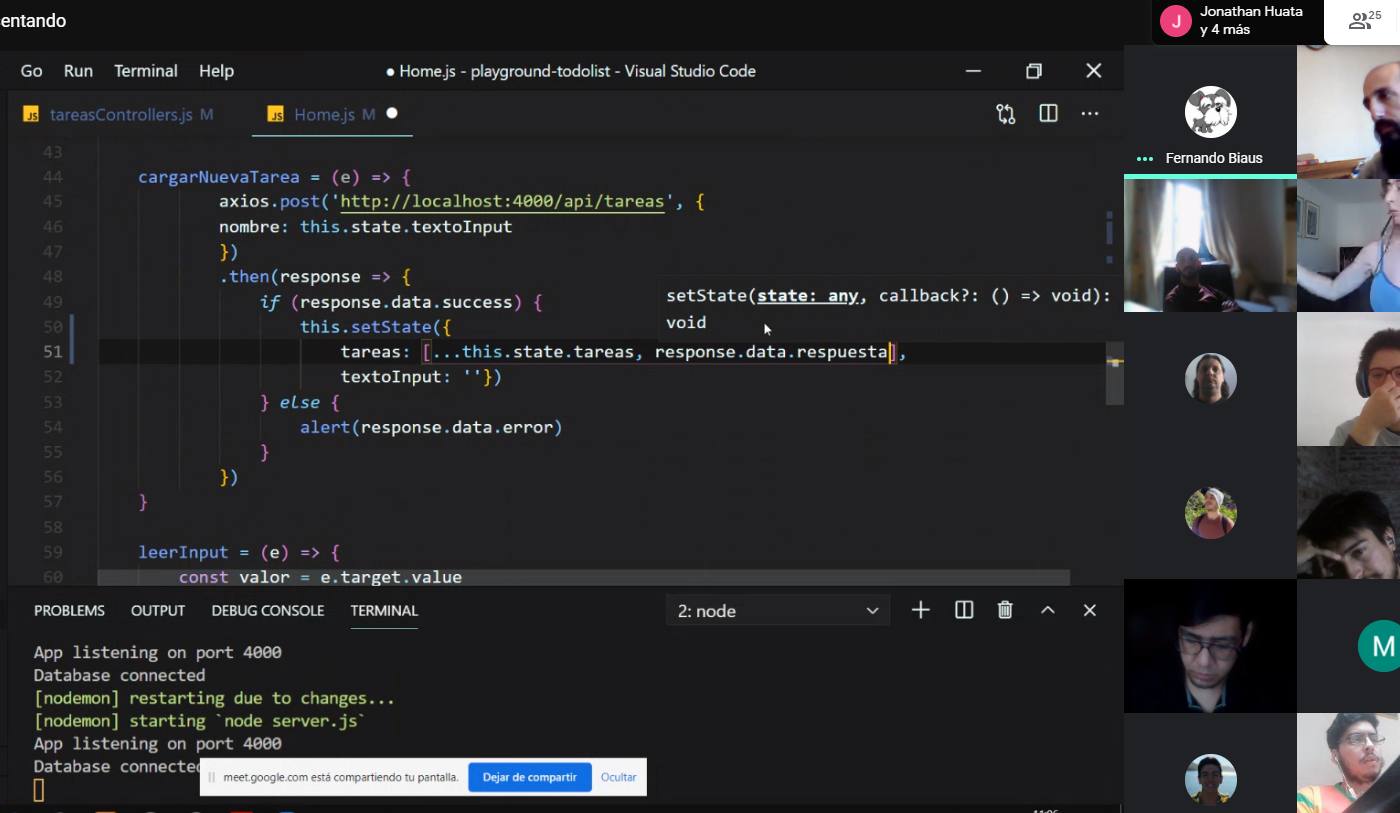 entando
Jonathan Huata
y 4 más
25
Go Run Terminal Help
● Home.js - playground-todolist - Visual Studio Code
JS tareasControllers.js M
JS Home.js M
43
44 cargarNuevaTarea = (e) => {
45 axios.post('http://localhost:4000/api/tareas', {
46 nombre: this.state.textoInput
47 })
48 .then(response => {
49 if (response.data.success) {
50 this.setState({
51 tareas: [...this.state.tareas, response.data.respuesta],
52 textoInput: ''})
53 } else {
54 alert(response.data.error)
55 }
56 })
57 }
58
59 leerInput = (e) => {
60 const valor = e.target.value
setState(state: any, callback?: () => void):
void
PROBLEMS OUTPUT DEBUG CONSOLE TERMINAL
2: node
App listening on port 4000
Database connected
[nodemon] restarting due to changes...
[nodemon] starting `node server.js`
App listening on port 4000
Database connected
meet.google.com está compartiendo tu pantalla.
Dejar de compartir
Ocultar
J
Fernando Biaus
M